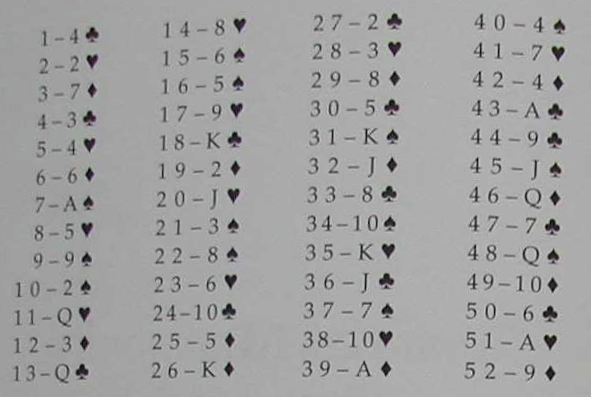 1–4♣
2–2♥
3–7♦
4–3♣
5–4♥
6–6♦
7–A♠
8–5♥
9–9♠
10–2♠
11–Q♥
12–3♦
13–Q♣
14–8♥
15–6♠
16–5♠
17–9♥
18–K♣
19–2♦
20–J♥
21–3♠
22–8♠
23–6♥
24–10♣
25–5♦
26–K♦
27–2♣
28–3♥
29–8♦
30–5♣
31–K♠
32–J♦
33–8♣
34–10♠
35–K♥
36–J♣
37–7♠
38–10♥
39–A♦
40–4♠
41–7♥
42–4♦
43–A♣
44–9♣
45–J♠
46–Q♦
47–7♣
48–Q♠
49–10♦
50–6♣
51–A♥
52–9♦